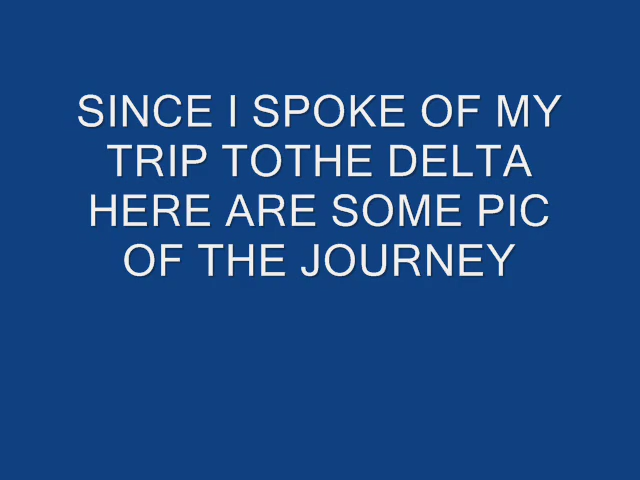 SINCE I SPOKE OF MY
TRIP TOTHE DELTA
HERE ARE SOME PIC
OF THE JOURNEY